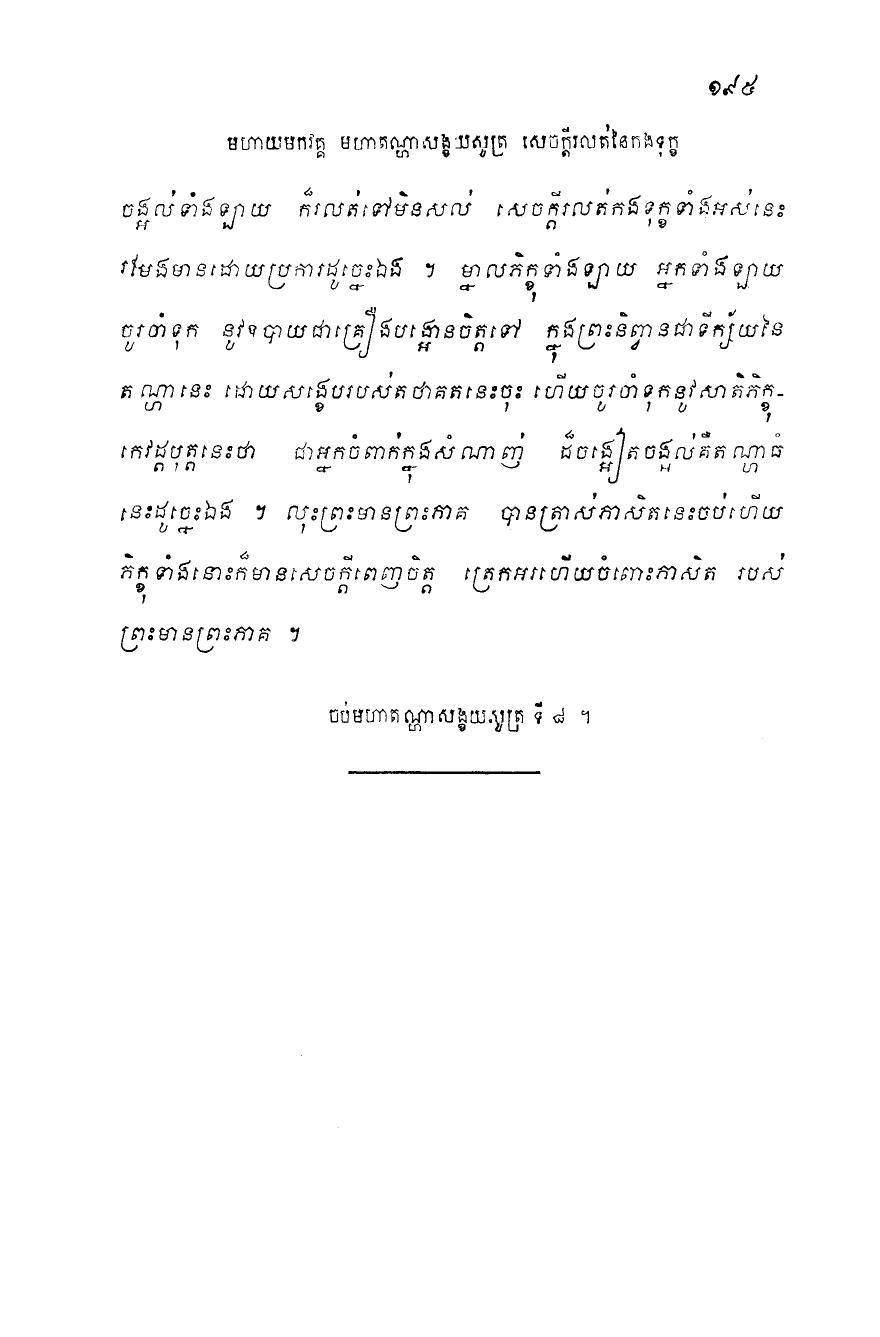 ១៩៥
មហាយមកវគ្គ មហាតណ្ហាសង្ខយសូត្រ សេចក្តីរលត់នៃកងទុក្ខ
ចង្អៀតចង្អល់ទាំងឡាយ ក៏រលត់ទៅមិនសល់ សេចក្តីរលត់កងទុក្ខទាំងអស់នេះ
រមែងមានដោយប្រការដូច្នេះឯង ។ ម្នាលភិក្ខុទាំងឡាយ អ្នកទាំងឡាយ
ចូរចាំទុក នូវឧបាយជាគ្រឿងបង្អោនចិត្តទៅ ក្នុងព្រះនិព្វានជាទីក្ស័យនៃ
តណ្ហានេះ ដោយសង្ខេបរបស់តថាគតនេះចុះ ហើយចូរចាំទុកនូវសាតិភិក្ខុ-
កេវដ្តបុត្តនេះថា ជាអ្នកចំពាក់ក្នុងសំណាញ់ ដ៏ចង្អៀតចង្អល់គឺតណ្ហាធំ
នេះដូច្នេះឯង ។ លុះព្រះមានព្រះភាគ បានត្រាស់ភាសិតនេះចប់ហើយ
ភិក្ខុទាំងនោះក៏មានសេចក្តីពេញចិត្ត ត្រេកអរហើយចំពោះភាសិត របស់
ព្រះមានព្រះភាគ ។
ចប់មហាតណ្ហាសង្ខយសូត្រ ទី ៨ ។